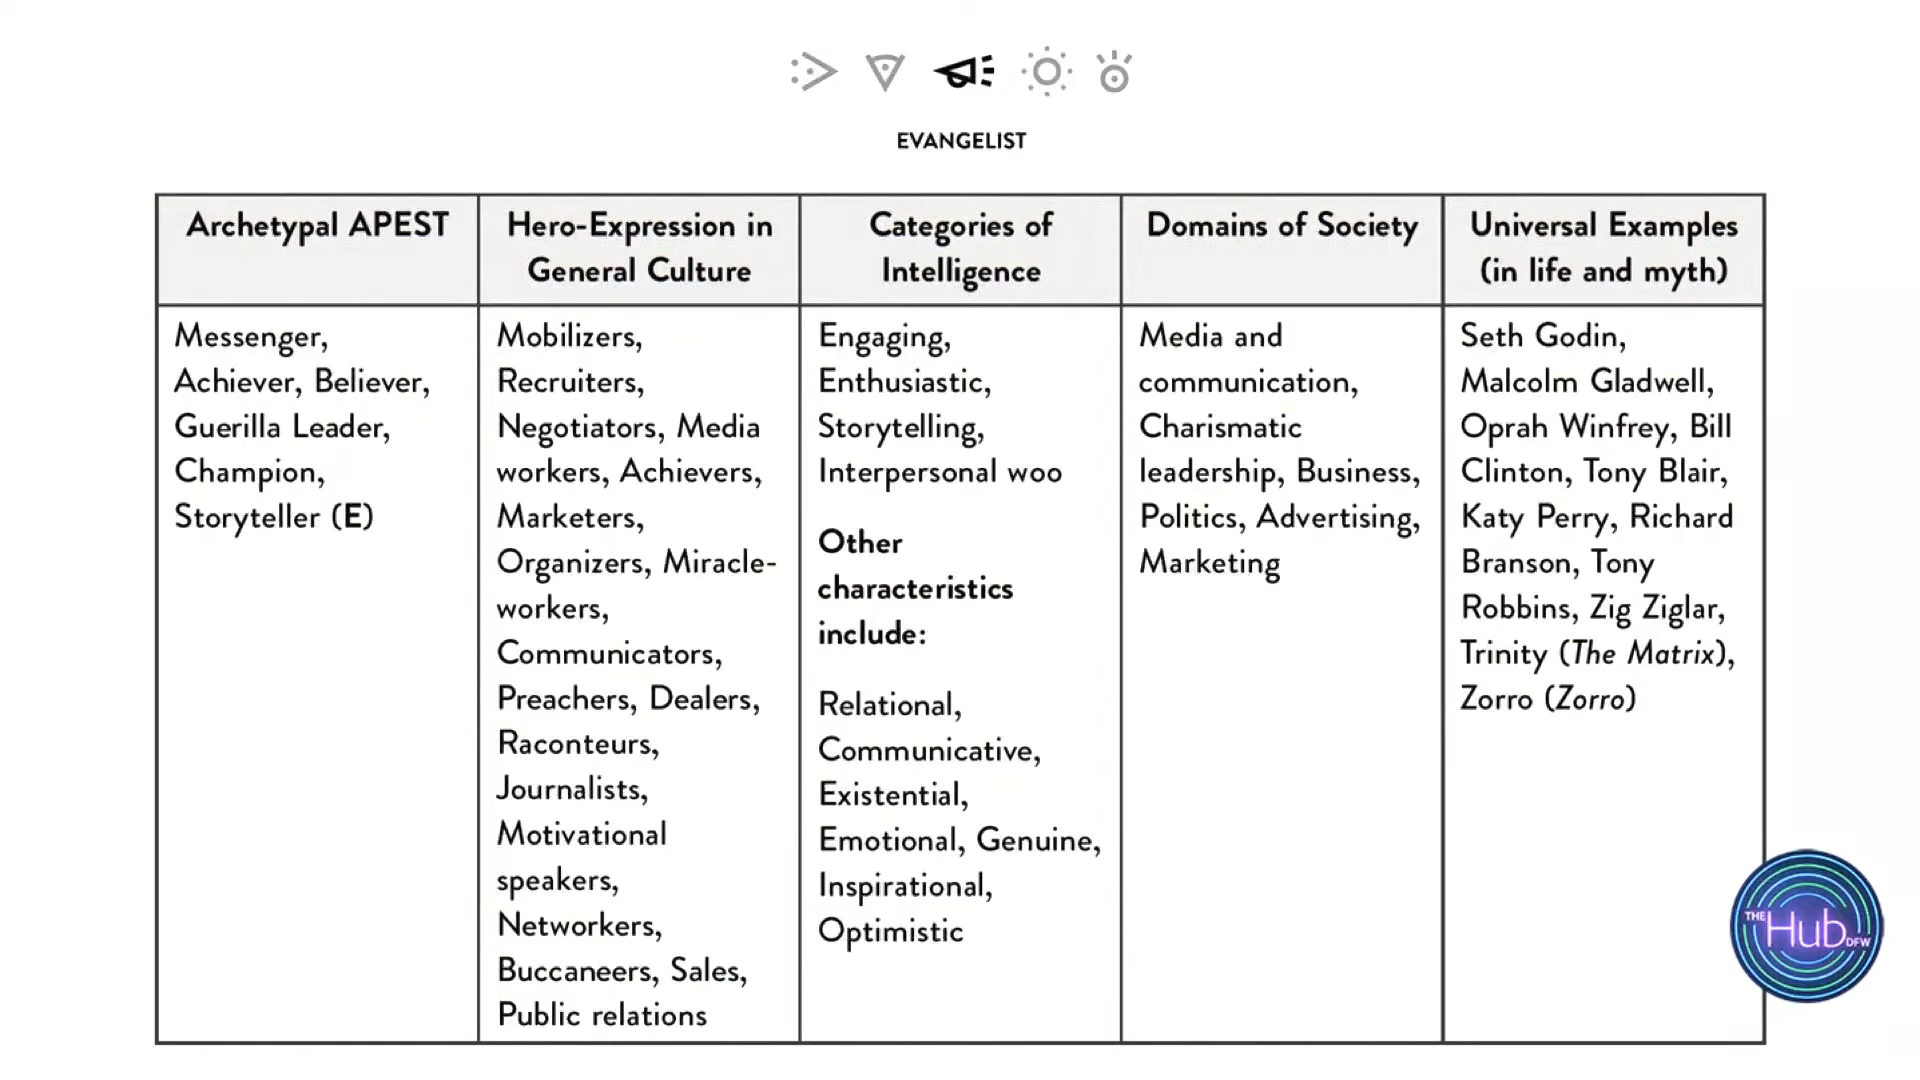 EVANGELIST
Archetypal APEST
Hero-Expression in
General Culture
Categories of
Intelligence
Domains of Society
Universal Examples
(in life and myth)
Messenger,
Achiever, Believer,
Guerilla Leader,
Champion,
Storyteller (E)
Mobilizers,
Recruiters,
Negotiators, Media
workers, Achievers,
Marketers,
Organizers, Miracle-
workers,
Communicators,
Preachers, Dealers,
Raconteurs,
Journalists,
Motivational
speakers,
Networkers,
Buccaneers, Sales,
Public relations
Engaging,
Enthusiastic,
Storytelling,
Interpersonal woo
Other
characteristics
include:
Relational,
Communicative,
Existential,
Emotional, Genuine,
Inspirational,
Optimistic
Media and
communication,
Charismatic
leadership, Business,
Politics, Advertising,
Marketing
Seth Godin,
Malcolm Gladwell,
Oprah Winfrey, Bill
Clinton, Tony Blair,
Katy Perry, Richard
Branson, Tony
Robbins, Zig Ziglar,
Trinity (The Matrix),
Zorro (Zorro)
THE Hub DFW